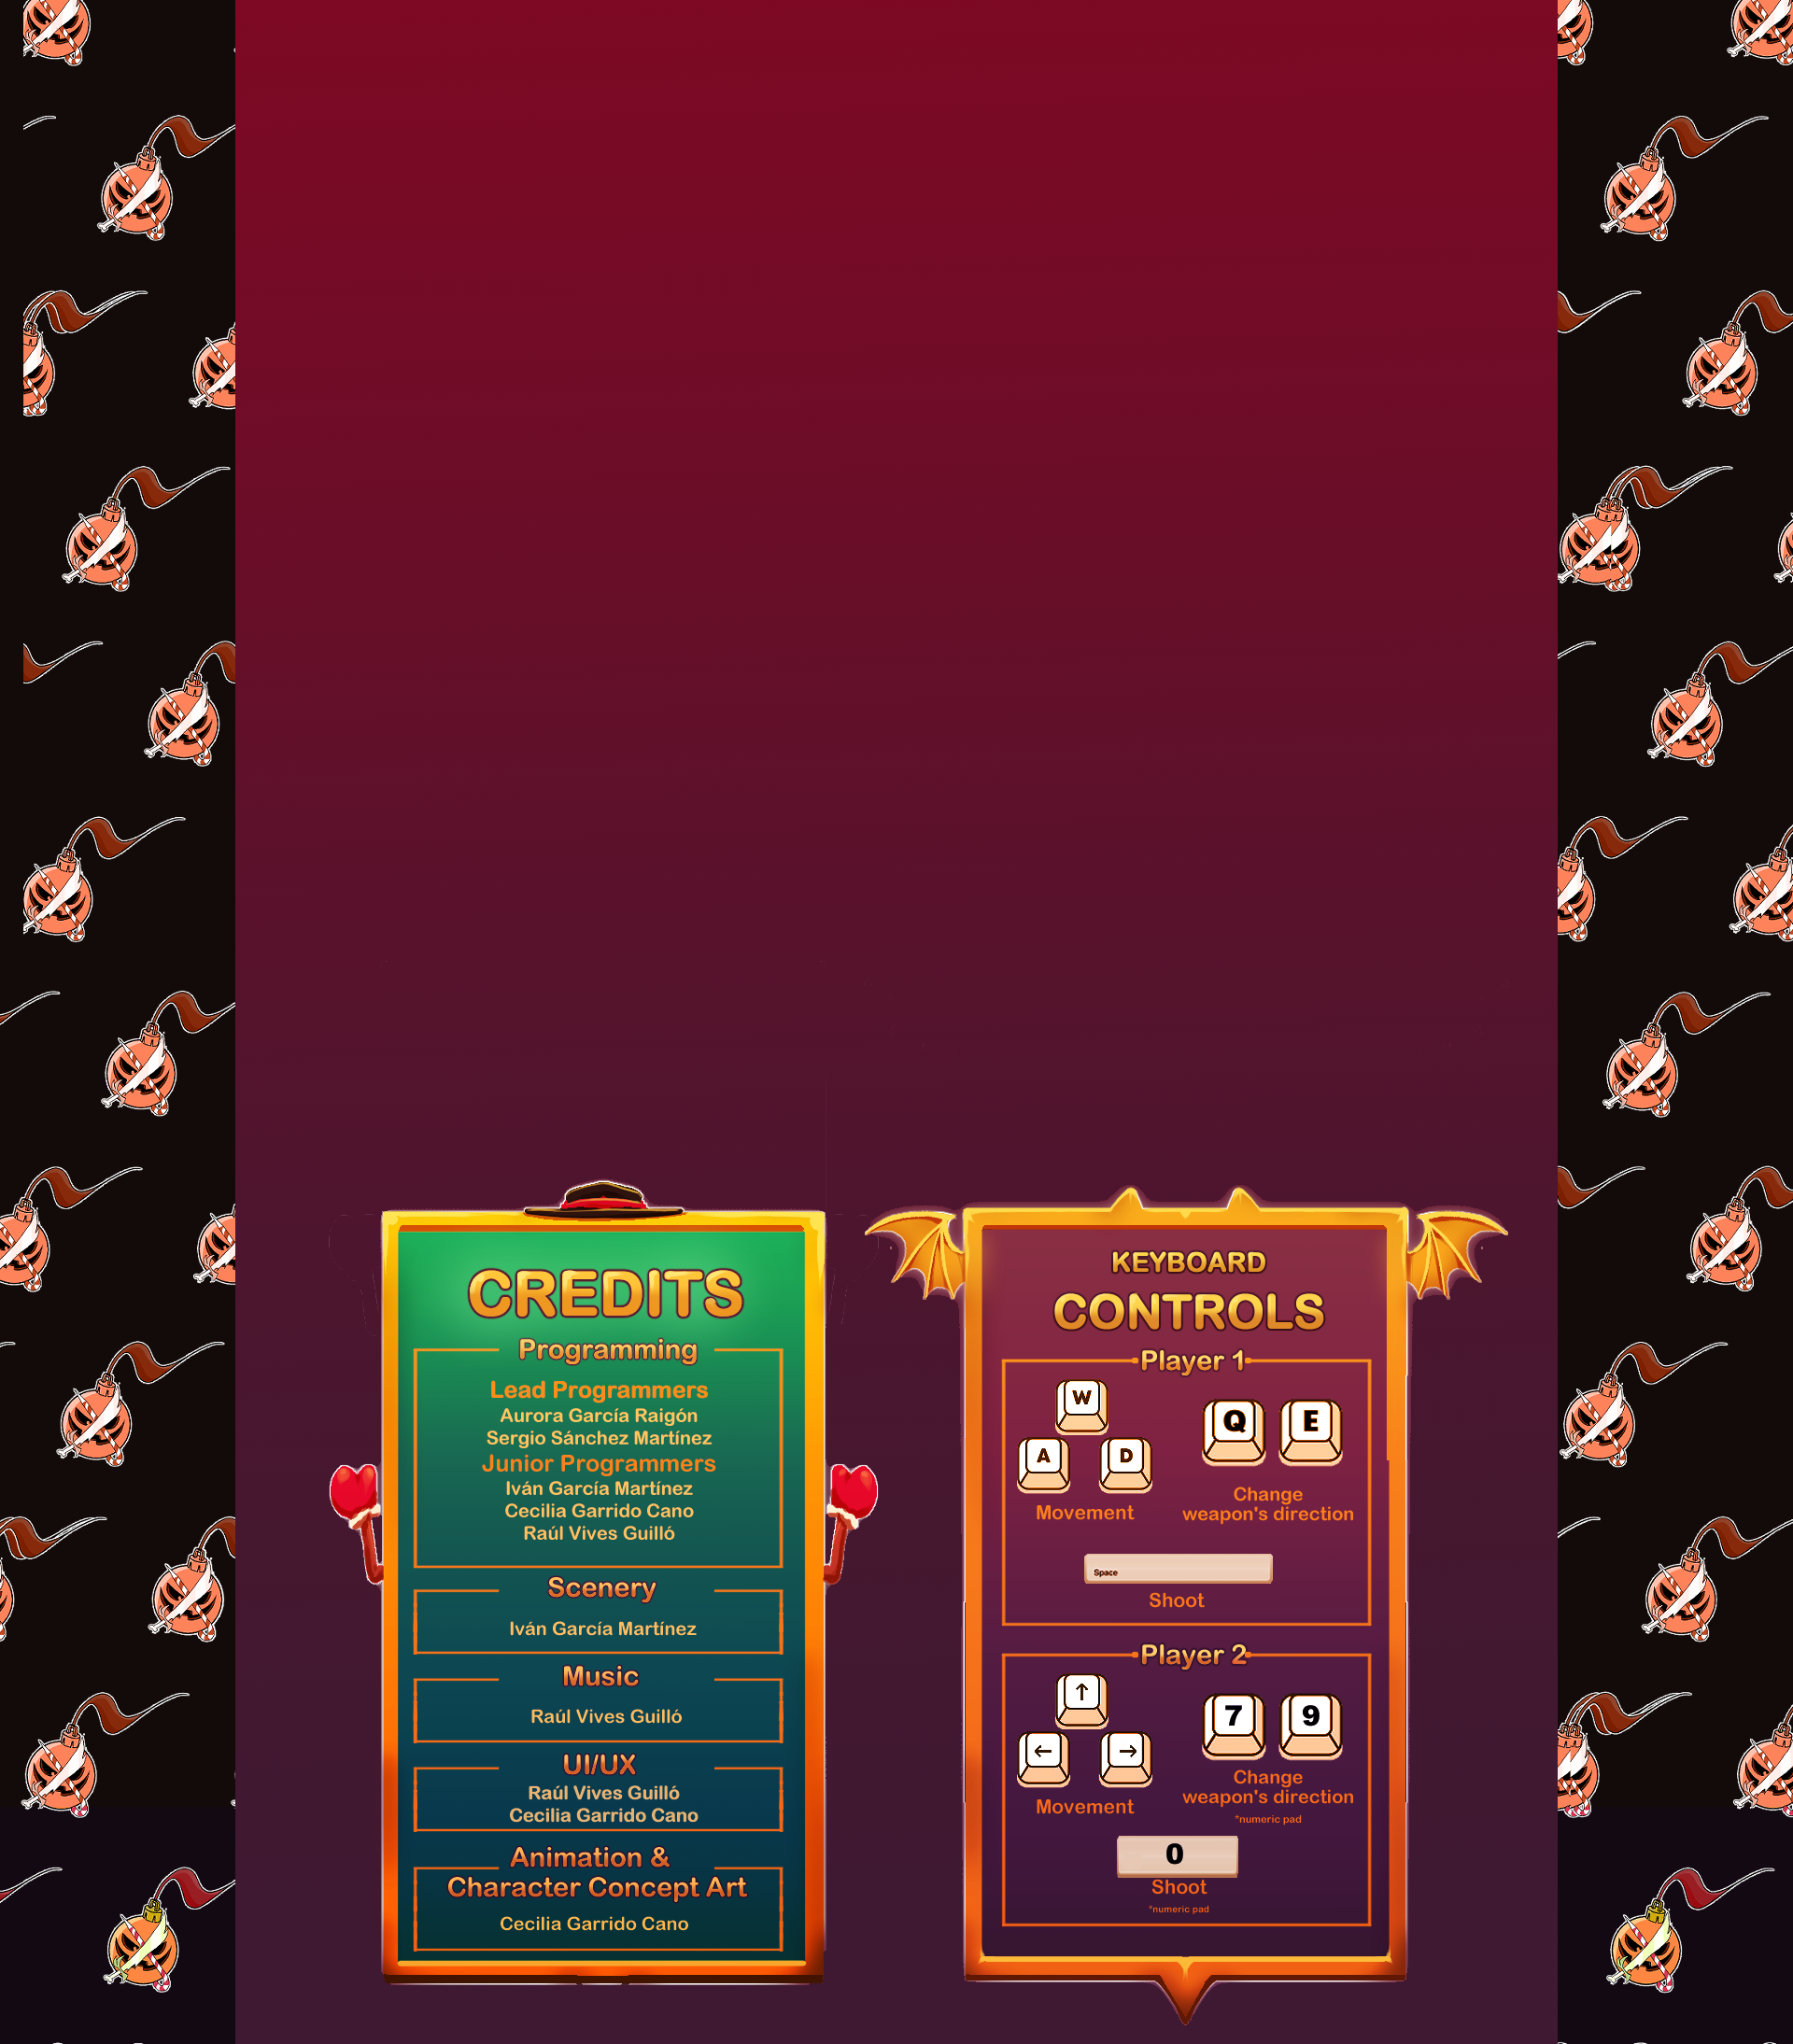 CREDITS
Programming
Lead Programmers
Aurora García Raigón
Sergio Sánchez Martínez
Junior Programmers
Iván García Martínez
Cecilia Garrido Cano
Raúl Vives Guilló
Scenery
Iván García Martínez
Music
Raúl Vives Guilló
UI/UX
Raúl Vives Guilló
Cecilia Garrido Cano
Animation &
Character Concept Art
Cecilia Garrido Cano
KEYBOARD
CONTROLS
Player 1
W
A D
Movement
Q E
Change
weapon's direction
Space
Shoot
Player 2
↑
← →
Movement
7 9
Change
weapon's direction
*numeric pad
0
Shoot
*numeric pad